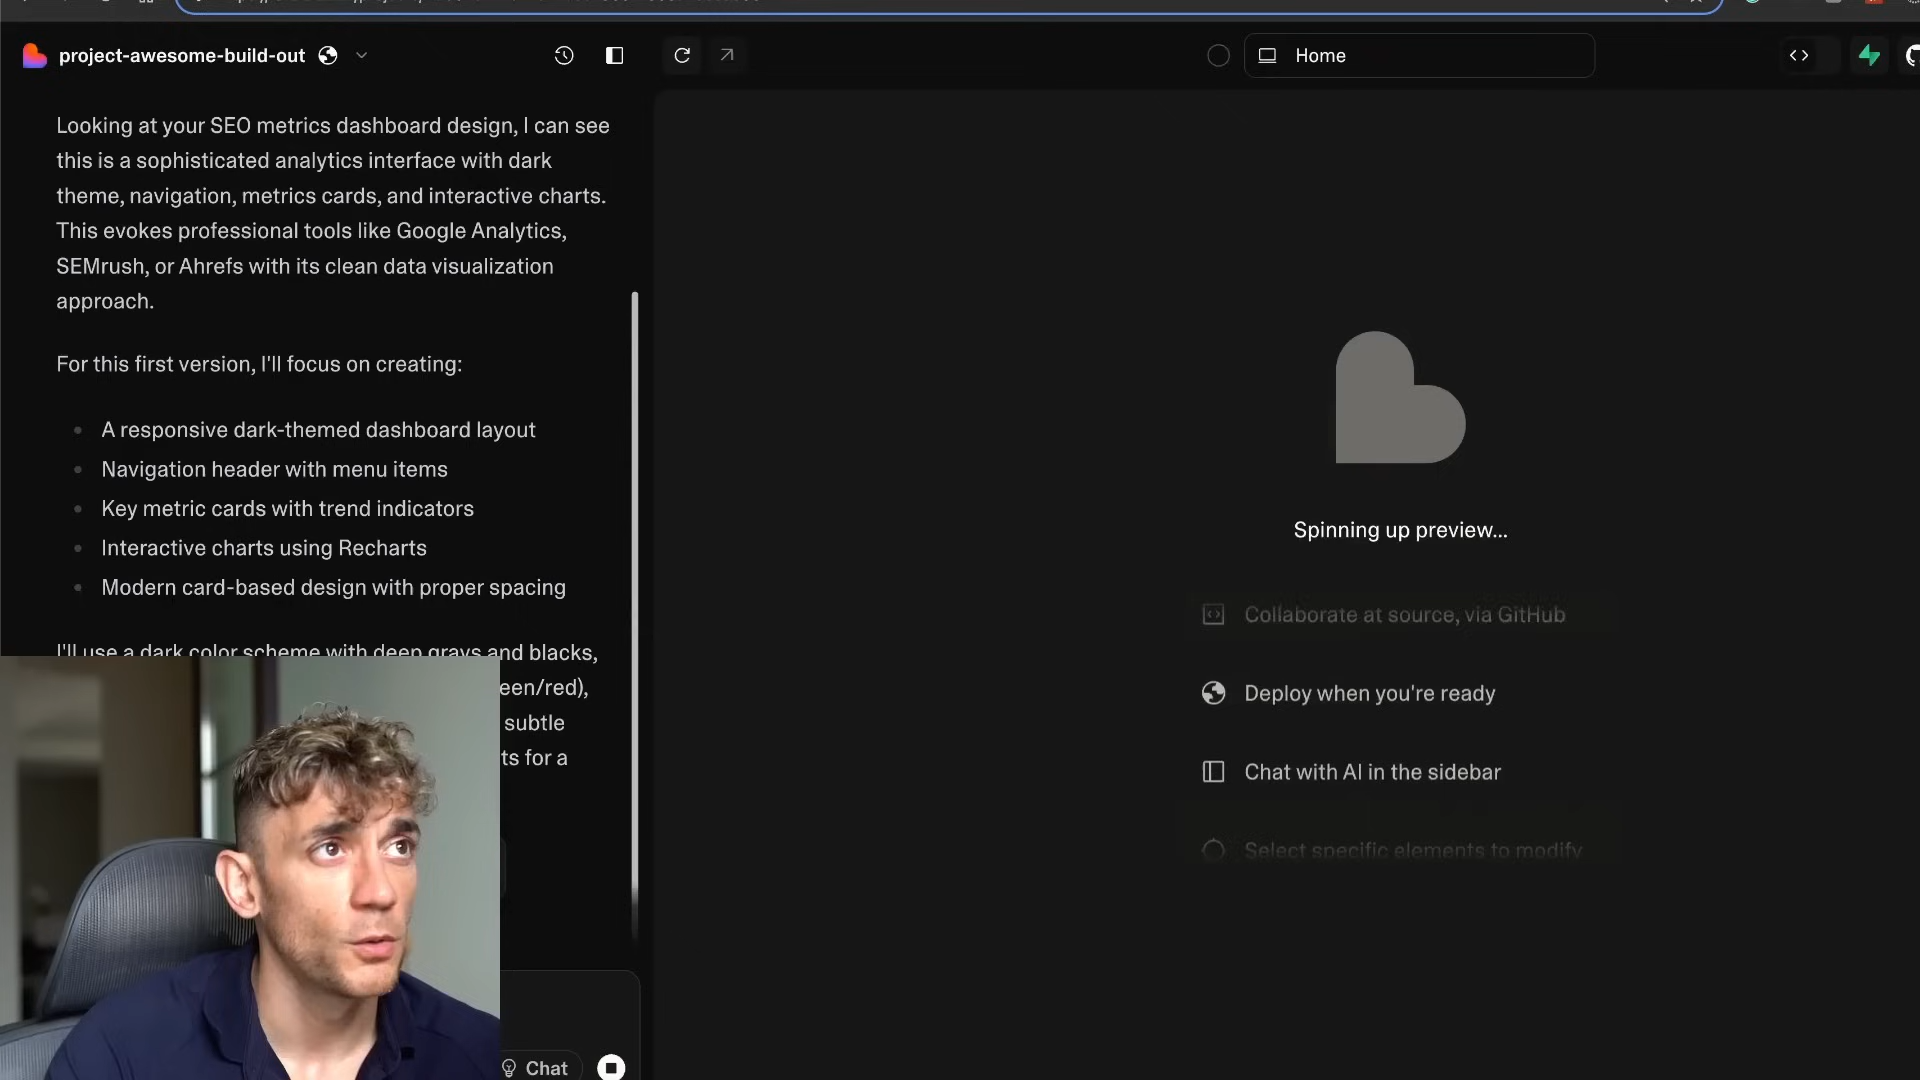 project-awesome-build-out
Home
Looking at your SEO metrics dashboard design, I can see
this is a sophisticated analytics interface with dark
theme, navigation, metrics cards, and interactive charts.
This evokes professional tools like Google Analytics,
SEMrush, or Ahrefs with its clean data visualization
approach.
For this first version, I'll focus on creating:
A responsive dark-themed dashboard layout
Navigation header with menu items
Key metric cards with trend indicators
Interactive charts using Recharts
Modern card-based design with proper spacing
I'll use a dark color scheme with deep grays and blacks,
een/red),
subtle
ts for a
Chat
Spinning up preview...
Collaborate at source, via GitHub
Deploy when you're ready
Chat with AI in the sidebar
Select specific elements to modify